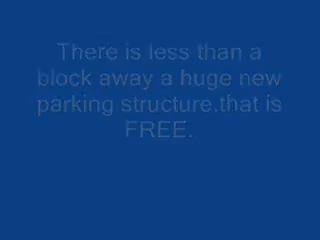 There is less than a
block away a huge new
parking structure.that is
FREE.